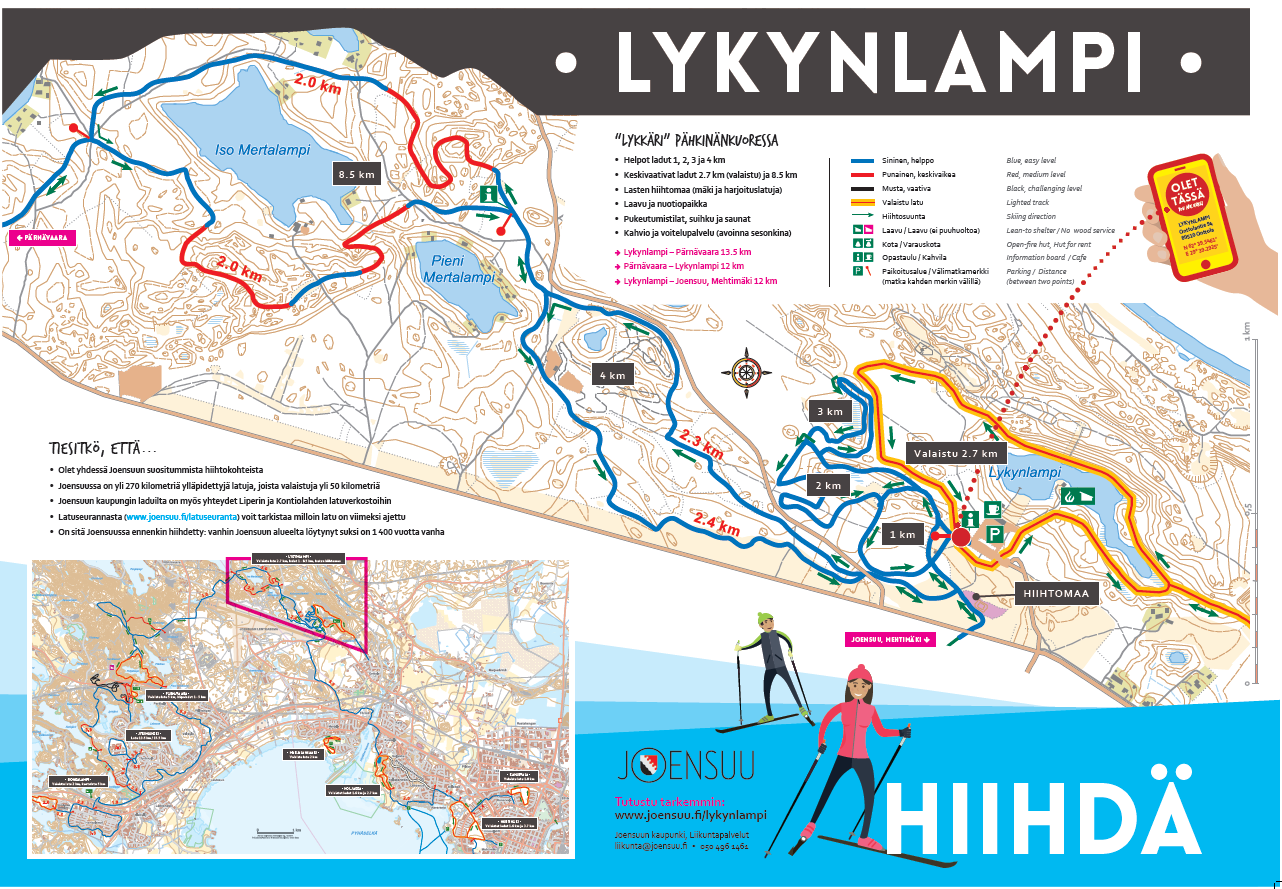 • LYKYNLAMPI •
2.0 km
Iso Mertalampi
8.5 km
← PÄRNÄVAARA
2.0 km
Pieni
Mertalampi
4 km
2.3 km
2.4 km
"LYKKÄRI" PÄHKINÄNKUORESSA
• Helpot ladut 1, 2, 3 ja 4 km
• Keskivaativat ladut 2.7 km (valaistu) ja 8.5 km
• Lasten hiihtomaa (mäki ja harjoituslatuja)
• Laavu ja nuotiopaikka
• Pukeutumistilat, suihku ja saunat
• Kahvio ja voitelupalvelu (avoinna sesonkina)
→ Lykynlampi – Pärnävaara 13.5 km
→ Pärnävaara – Lykynlampi 12 km
→ Lykynlampi – Joensuu, Mehtimäki 12 km
Sininen, helppo Blue, easy level
Punainen, keskivaikea Red, medium level
Musta, vaativa Black, challenging level
Valaistu latu Lighted track
Hiihtosuunta Skiing direction
Laavu / Laavu (ei puuhuoltoa) Lean-to shelter / No wood service
Kota / Varauskota Open-fire hut, Hut for rent
Opastaulu / Kahvila Information board / Cafe
P Paikoitusalue / Välimatkamerkki Parking / Distance
(matka kahden merkin välillä) (between two points)
OLET
TÄSSÄ
LYKYNLAMPI
1 km
0,5
0
3 km
Valaistu 2.7 km
Lykynlampi
2 km
1 km
P
HIIHTOMAA
JOENSUU, MEHTIMÄKI
TIESITKÖ, ETTÄ...
• Olet yhdessä Joensuun suosituimmista hiihtokohteista
• Joensuussa on yli 270 kilometriä ylläpidettyjä latuja, joista valaistuja yli 50 kilometriä
• Joensuun kaupungin laduilta on myös yhteydet Liperin ja Kontiolahden latuverkostoihin
• Latuseurannasta (www.joensuu.fi/latuseuranta) voit tarkistaa milloin latu on viimeksi ajettu
• On sitä Joensuussa ennenkin hiihdetty: vanhin Joensuun alueelta löytynyt suksi on 1 400 vuotta vanha
PYHÄSELKÄ
JOENSUU
Tutustu tarkemmin:
www.joensuu.fi/lykynlampi
Joensuun kaupunki, Liikuntapalvelut
liikunta@joensuu.fi • 050 496 1461
HIIHDÄ